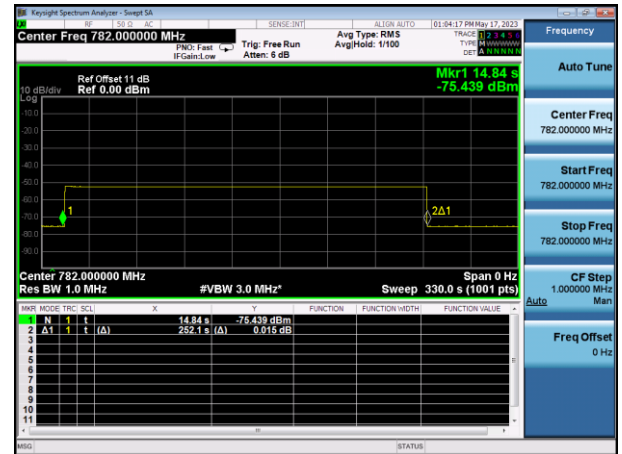 Keysight Spectrum Analyzer - Swept SA
RF 50 Ω AC SENSE:INT ALIGN AUTO 01:04:17 PM May 17, 2023
Center Freq 782.000000 MHz
PNO: Fast
IFGain:Low
Trig: Free Run
Atten: 6 dB
Avg Type: RMS
Avg|Hold: 1/100
TRACE 1 2 3 4 5 6
TYPE M WWWWW
DET A N N N N N
Ref Offset 11 dB
Ref 0.00 dBm
10 dB/div
Log
Mkr1 14.84 s
-75.439 dBm
-10.0
-20.0
-30.0
-40.0
-50.0
-60.0
-70.0
-80.0
-90.0
1
2Δ1
Center 782.000000 MHz
Span 0 Hz
Res BW 1.0 MHz
#VBW 3.0 MHz*
Sweep 330.0 s (1001 pts)
MKR MODE TRC SCL X Y FUNCTION FUNCTION WIDTH FUNCTION VALUE
1 N 1 t 14.84 s -75.439 dBm
2 Δ1 1 t (Δ) 252.1 s (Δ) 0.015 dB
3
4
5
6
7
8
9
10
11
MSG
STATUS
Frequency
Auto Tune
Center Freq
782.000000 MHz
Start Freq
782.000000 MHz
Stop Freq
782.000000 MHz
CF Step
1.000000 MHz
Auto Man
Freq Offset
0 Hz